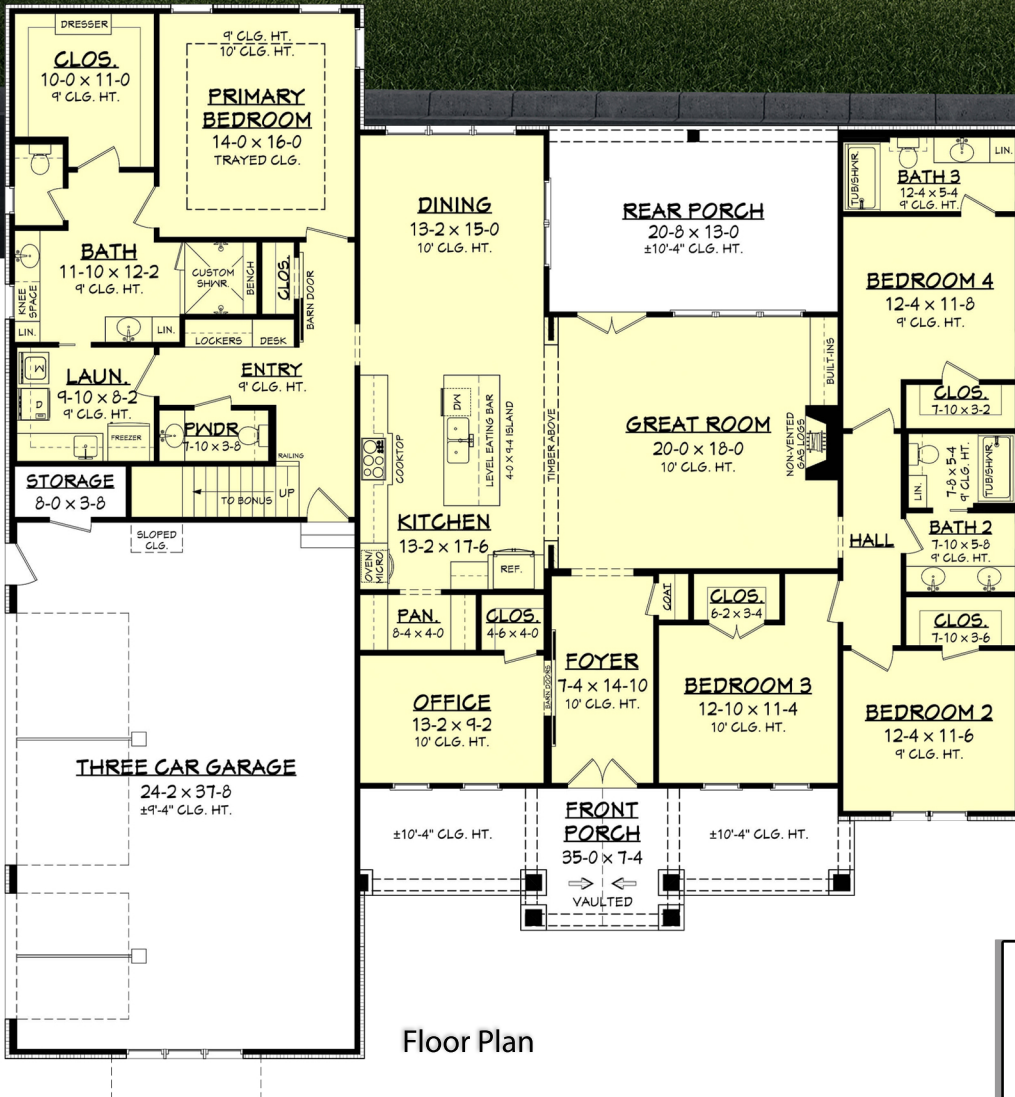 DRESSER
CLOS.
10-0 x 11-0
9' CLG. HT.
9' CLG. HT.
10' CLG. HT.
PRIMARY
BEDROOM
14-0 x 16-0
TRAYED CLG.
DINING
13-2 x 15-0
10' CLG. HT.
REAR PORCH
20-8 x 13-0
±10'-4" CLG. HT.
TUB/SHWR.
LIN.
BATH 3
12-4 x 5-4
9' CLG. HT.
BATH
11-10 x 12-2
9' CLG. HT.
KNEE
SPACE
LIN.
CUSTOM
SHWR.
BENCH
CLOS.
BARN DOOR
LIN.
LOCKERS
DESK
BEDROOM 4
12-4 x 11-8
9' CLG. HT.
CLOS.
7-10 x 3-2
W
D
LAUN.
9-10 x 8-2
9' CLG. HT.
FREEZER
ENTRY
9' CLG. HT.
PWDR
7-10 x 3-8
RAILING
COOKTOP
DW
LEVEL EATING BAR
4-0 x 9-4 ISLAND
TIMBER ABOVE
BUILT-INS
GREAT ROOM
20-0 x 18-0
10' CLG. HT.
NON-VENTED
GAS LOGS
7-8 x 5-4
9' CLG. HT.
TUB/SHWR.
LIN.
STORAGE
8-0 x 3-8
TO BONUS
UP
SLOPED
CLG.
KITCHEN
13-2 x 17-6
OVEN/
MICRO
REF.
HALL
BATH 2
7-10 x 5-8
9' CLG. HT.
PAN.
8-4 x 4-0
CLOS.
4-6 x 4-0
COAT
CLOS.
6-2 x 3-4
CLOS.
7-10 x 3-6
OFFICE
13-2 x 9-2
10' CLG. HT.
BARN DOORS
FOYER
7-4 x 14-10
10' CLG. HT.
BEDROOM 3
12-10 x 11-4
10' CLG. HT.
BEDROOM 2
12-4 x 11-6
9' CLG. HT.
THREE CAR GARAGE
24-2 x 37-8
±9'-4" CLG. HT.
±10'-4" CLG. HT.
FRONT
PORCH
35-0 x 7-4
VAULTED
±10'-4" CLG. HT.
Floor Plan